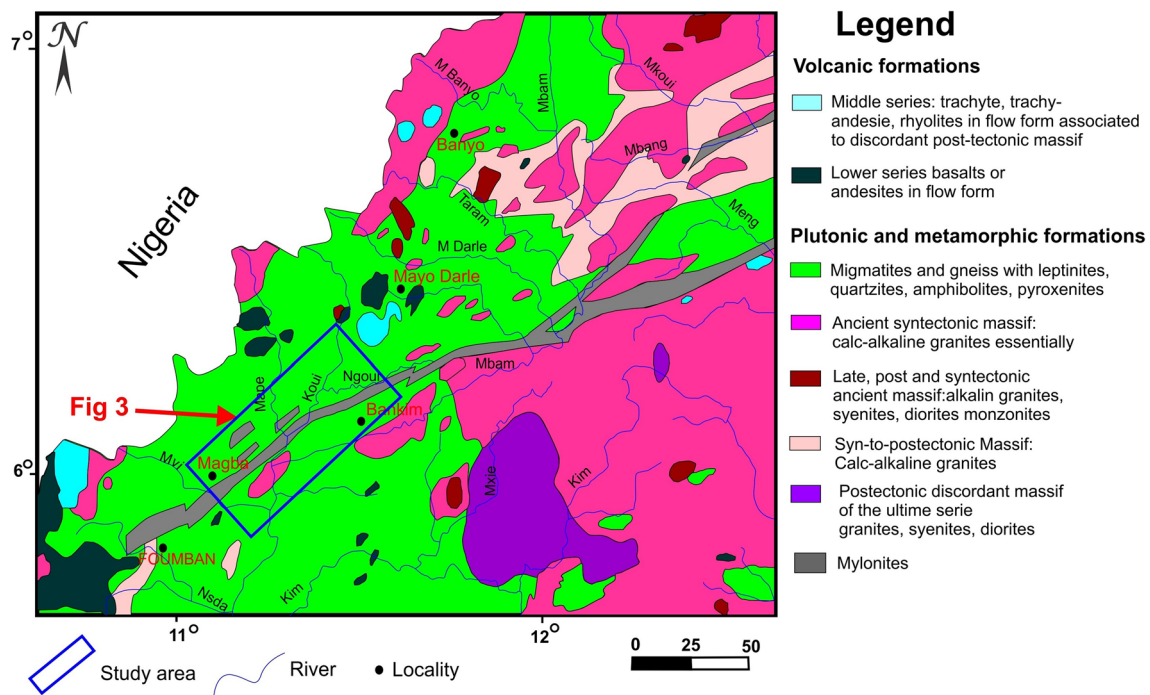 N
7°
6°
11°
12°
Nigeria
M Banyo
Mbam
Mkoui
Banyo
Mbang
Taram
Meng
M Darle
Mayo Darle
Mbam
Mape
Koui
Ngoui
Fig 3
Bankim
Mvi
Magba
Mxie
Kim
FOUMBAN
Nsda
Kim
Study area
River
Locality
0 25 50
Legend
Volcanic formations
Middle series: trachyte, trachy-
andesie, rhyolites in flow form associated
to discordant post-tectonic massif
Lower series basalts or
andesites in flow form
Plutonic and metamorphic formations
Migmatites and gneiss with leptinites,
quartzites, amphibolites, pyroxenites
Ancient syntectonic massif:
calc-alkaline granites essentially
Late, post and syntectonic
ancient massif:alkalin granites,
syenites, diorites monzonites
Syn-to-postectonic Massif:
Calc-alkaline granites
Postectonic discordant massif
of the ultime serie
granites, syenites, diorites
Mylonites